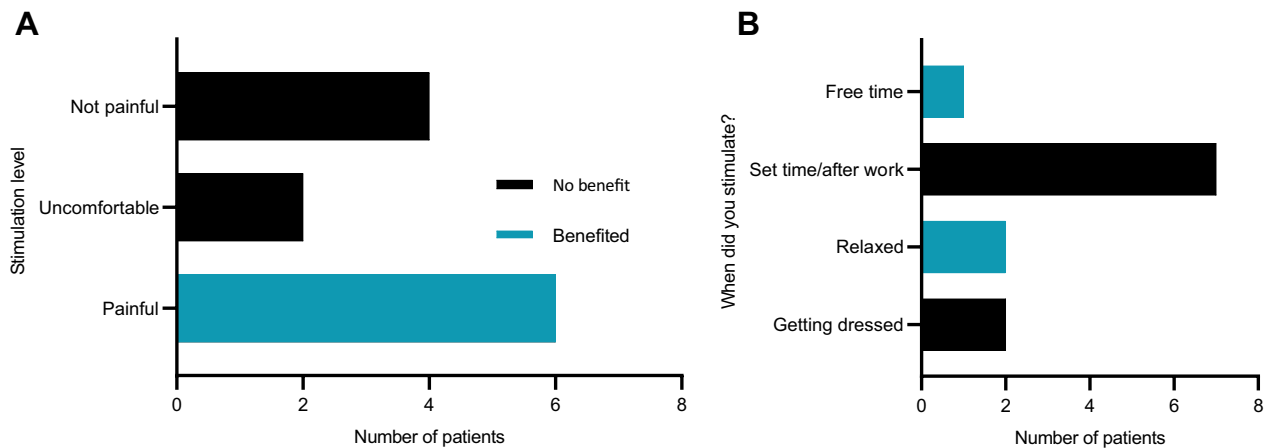 A
Stimulation level
Not painful
Uncomfortable
Painful
No benefit
Benefited
0 2 4 6 8
Number of patients
B
When did you stimulate?
Free time
Set time/after work
Relaxed
Getting dressed
0 2 4 6 8
Number of patients